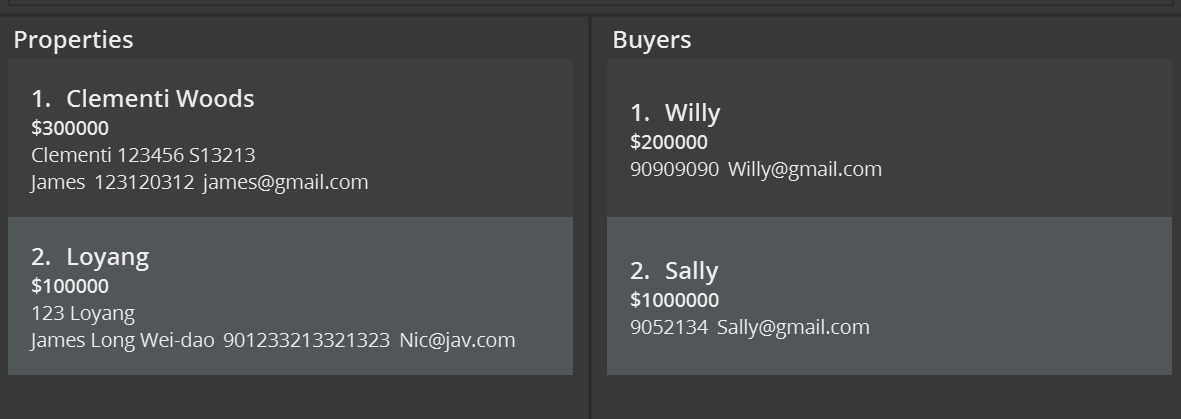 Properties
1. Clementi Woods
$300000
Clementi 123456 S13213
James 123120312 james@gmail.com
2. Loyang
$100000
123 Loyang
James Long Wei-dao 901233213321323 Nic@jav.com
Buyers
1. Willy
$200000
90909090 Willy@gmail.com
2. Sally
$1000000
9052134 Sally@gmail.com